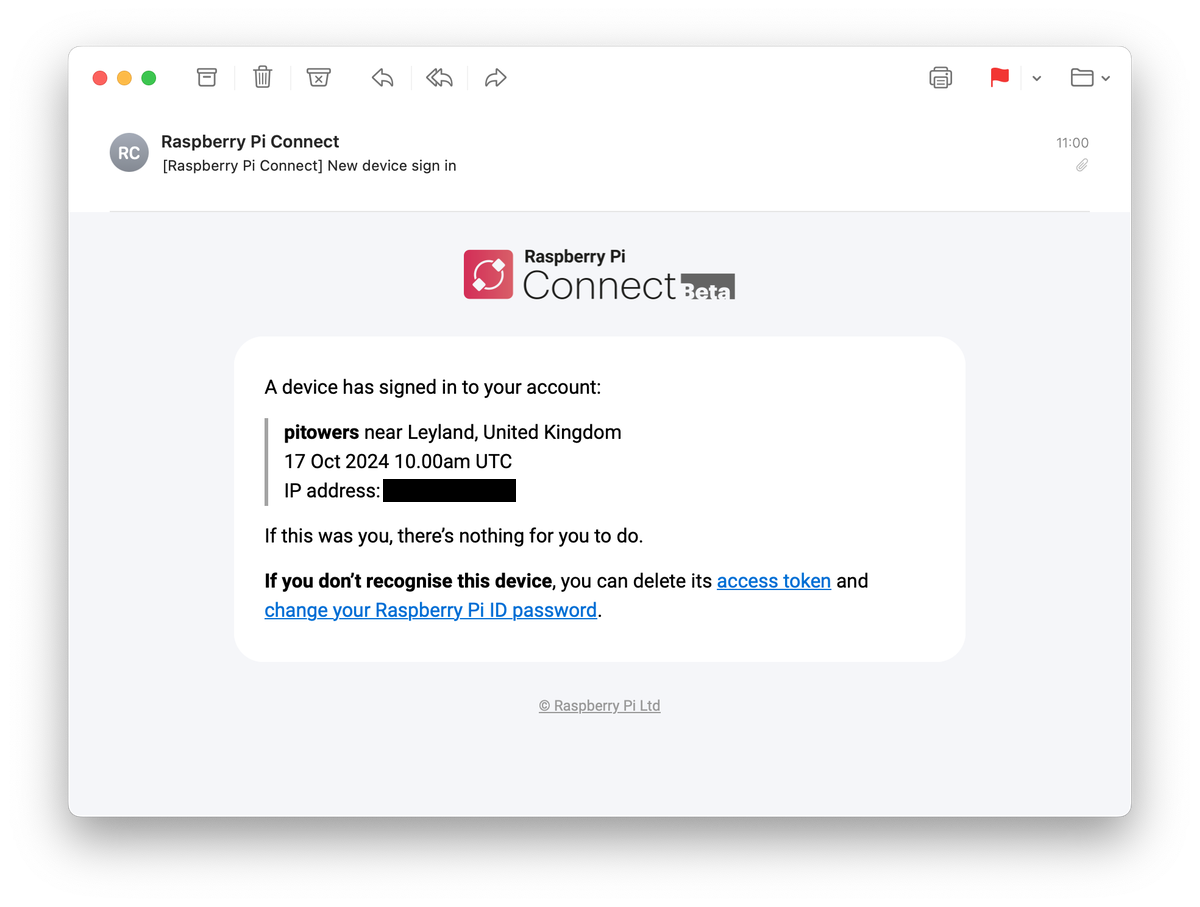 RC
Raspberry Pi Connect
11:00
[Raspberry Pi Connect] New device sign in
Raspberry Pi
Connect Beta
A device has signed in to your account:
pitowers near Leyland, United Kingdom
17 Oct 2024 10.00am UTC
IP address:
If this was you, there’s nothing for you to do.
If you don’t recognise this device, you can delete its access token and
change your Raspberry Pi ID password.
© Raspberry Pi Ltd